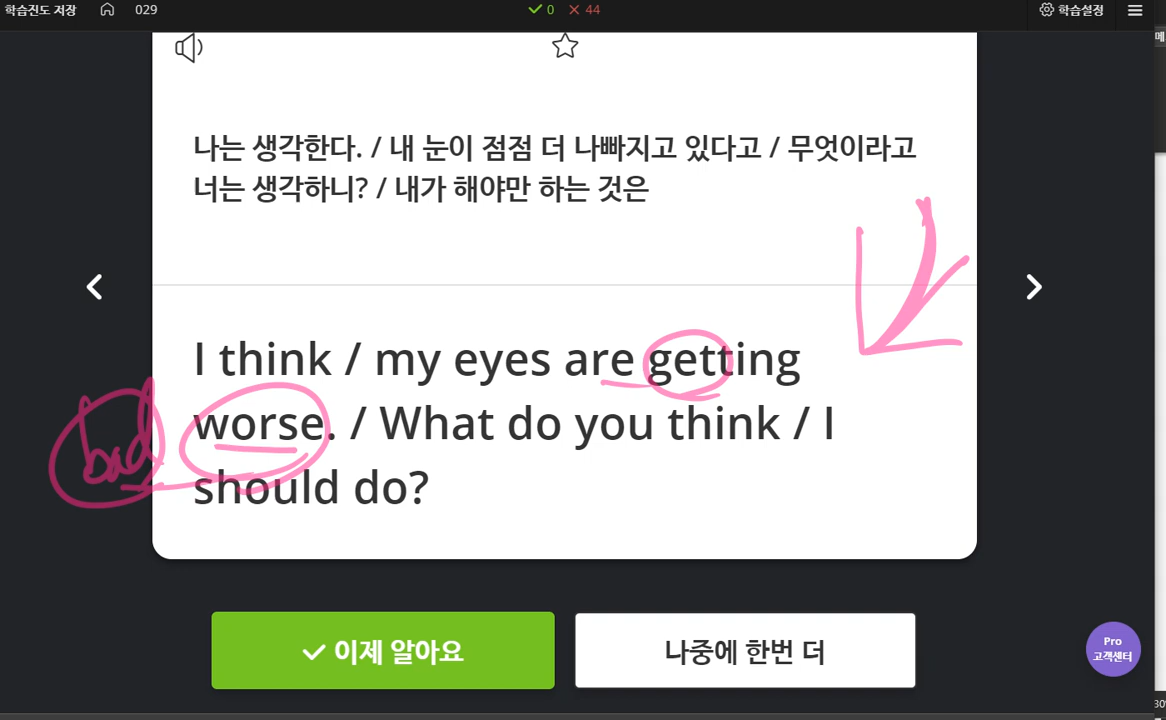 학습진도 저장 029 0 44 학습설정
메
나는 생각한다. / 내 눈이 점점 더 나빠지고 있다고 / 무엇이라고
너는 생각하니? / 내가 해야만 하는 것은
I think / my eyes are getting
worse. / What do you think / I
bad
should do?
이제 알아요 나중에 한번 더
Pro
고객센터